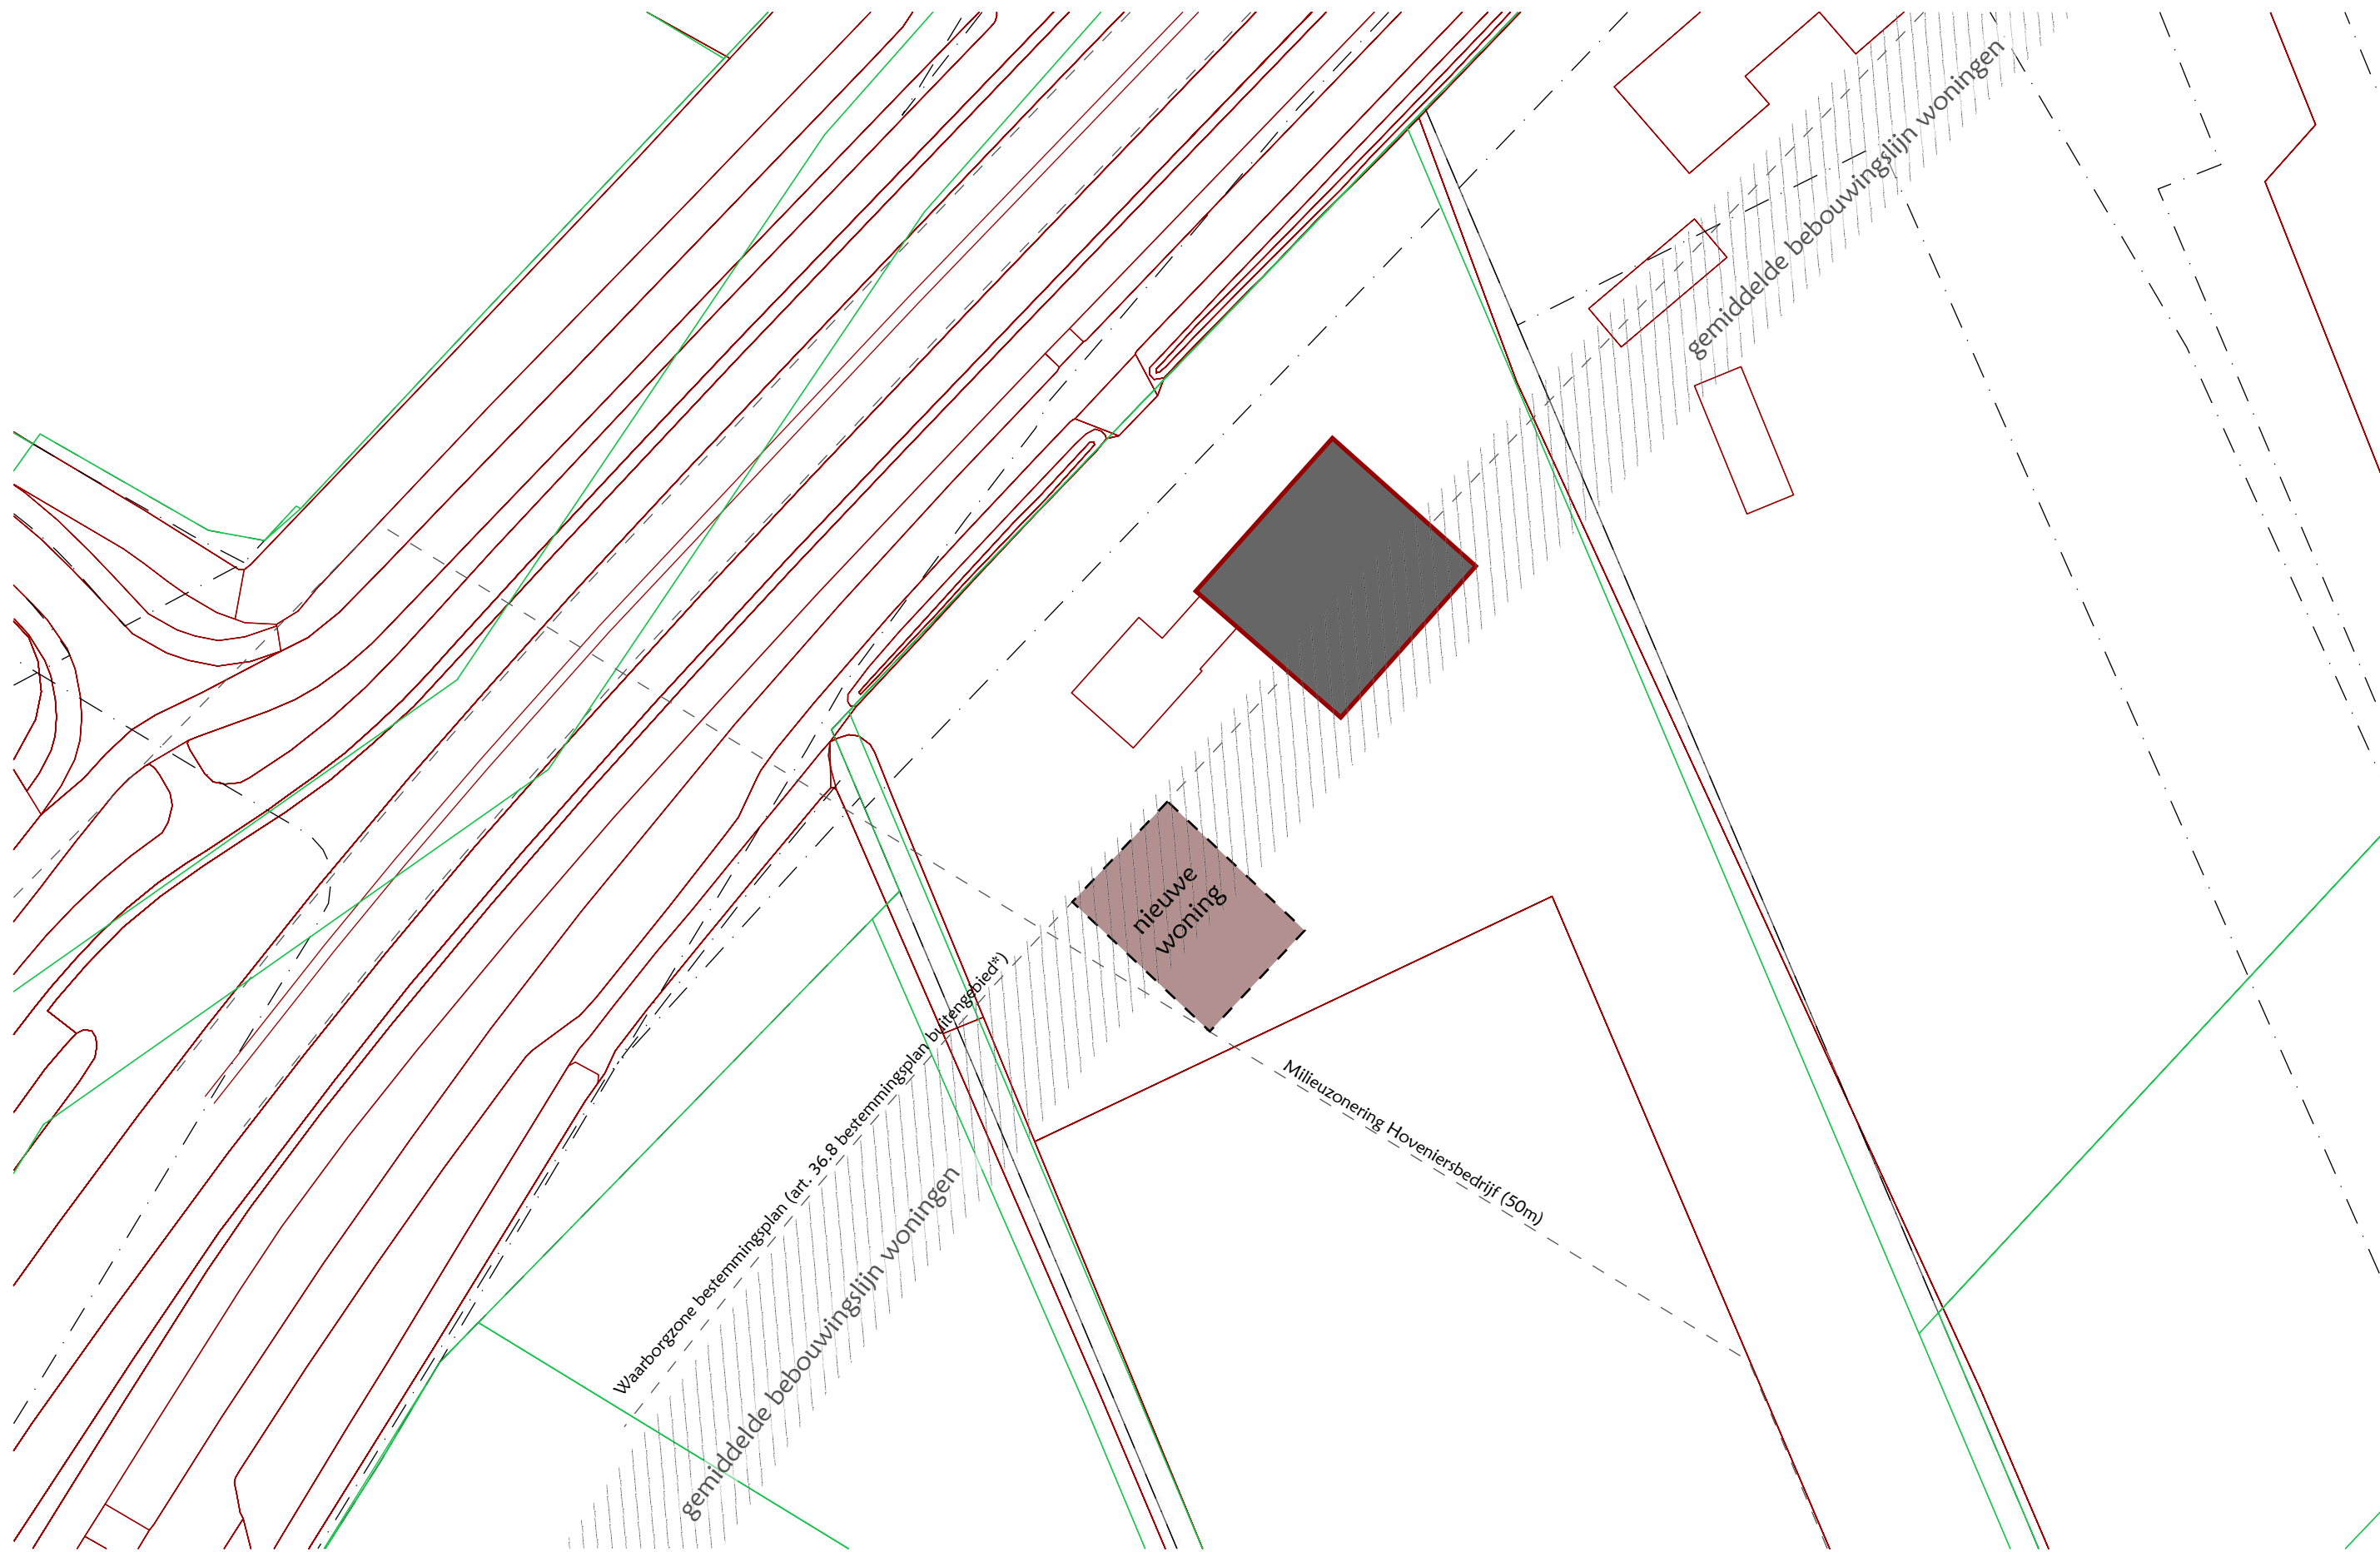 gemiddelde bebouwingslijn woningen
nieuwe
woning
Waarborgzone bestemmingsplan (art. 36.8 bestemmingsplan buitengebied*)
Milieuzonering Hoveniersbedrijf (50m)
gemiddelde bebouwingslijn woningen